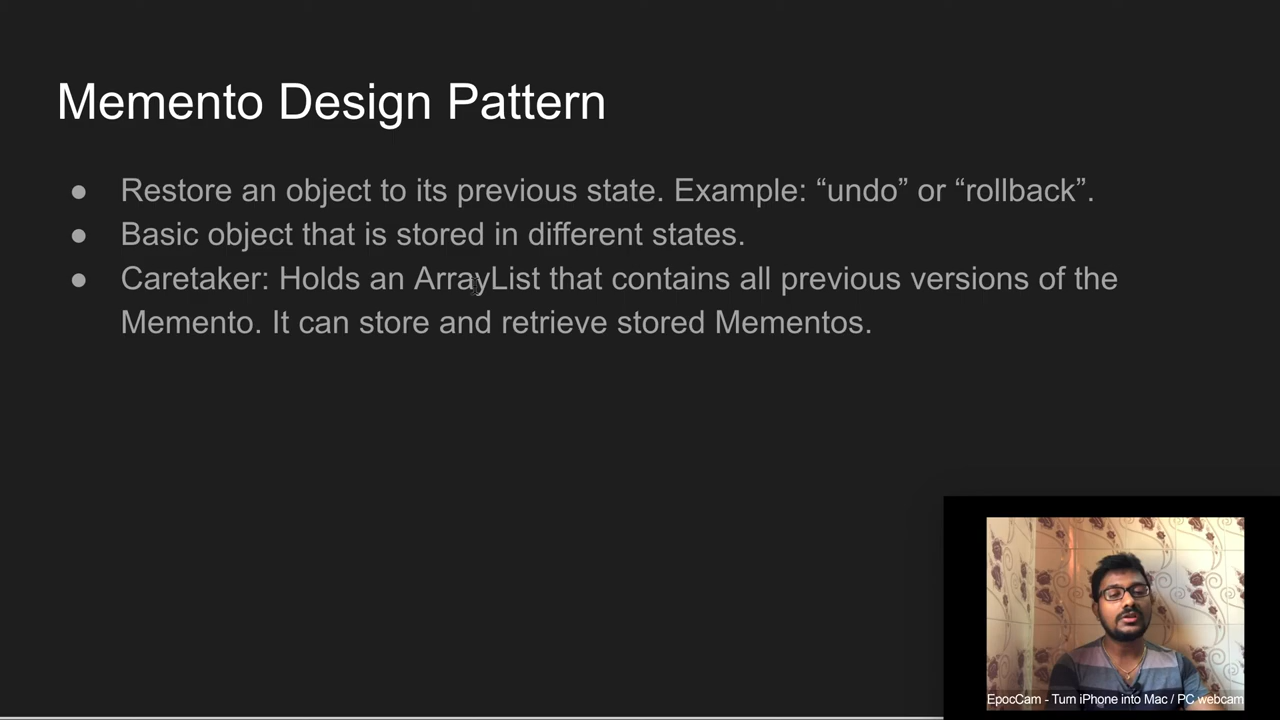 Memento Design Pattern
● Restore an object to its previous state. Example: “undo” or “rollback”.
● Basic object that is stored in different states.
● Caretaker: Holds an ArrayList that contains all previous versions of the
Memento. It can store and retrieve stored Mementos.
EpocCam - Turn iPhone into Mac / PC webcam